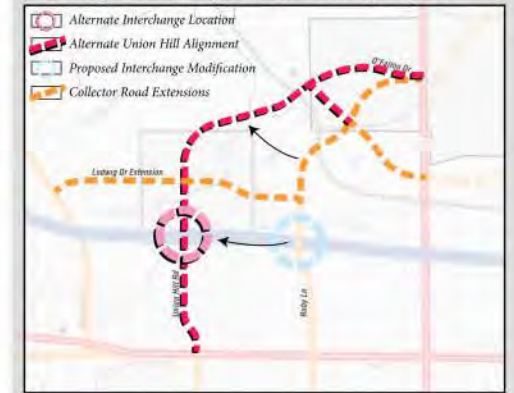 Alternate Interchange Location
Alternate Union Hill Alignment
Proposed Interchange Modification
Collector Road Extensions
O'Fallon Dr
Ludwig Dr Extension
Union Hill Rd
Ruby Ln